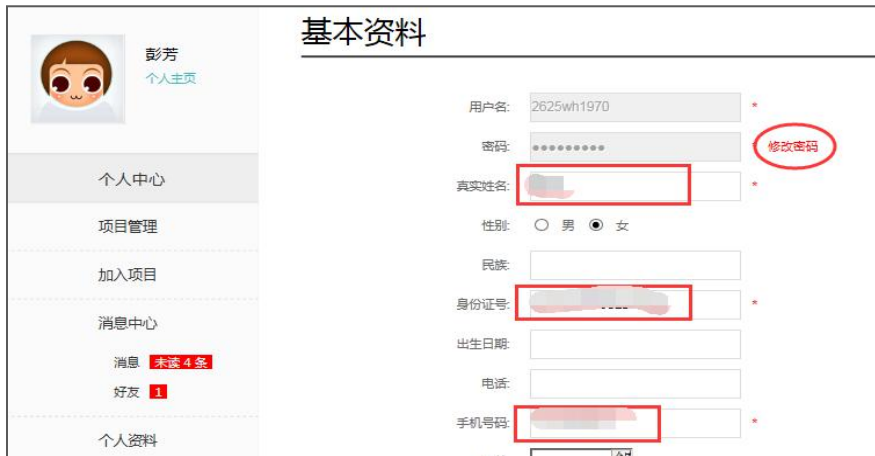 彭芳
个人主页
个人中心
项目管理
加入项目
消息中心
消息 未读 4 条
好友 1
个人资料
基本资料
用户名: 2625wh1970 *
密码: ●●●●●●●●● * 修改密码
真实姓名: *
性别: 男 女
民族:
身份证号: *
出生日期:
电话:
手机号码: *